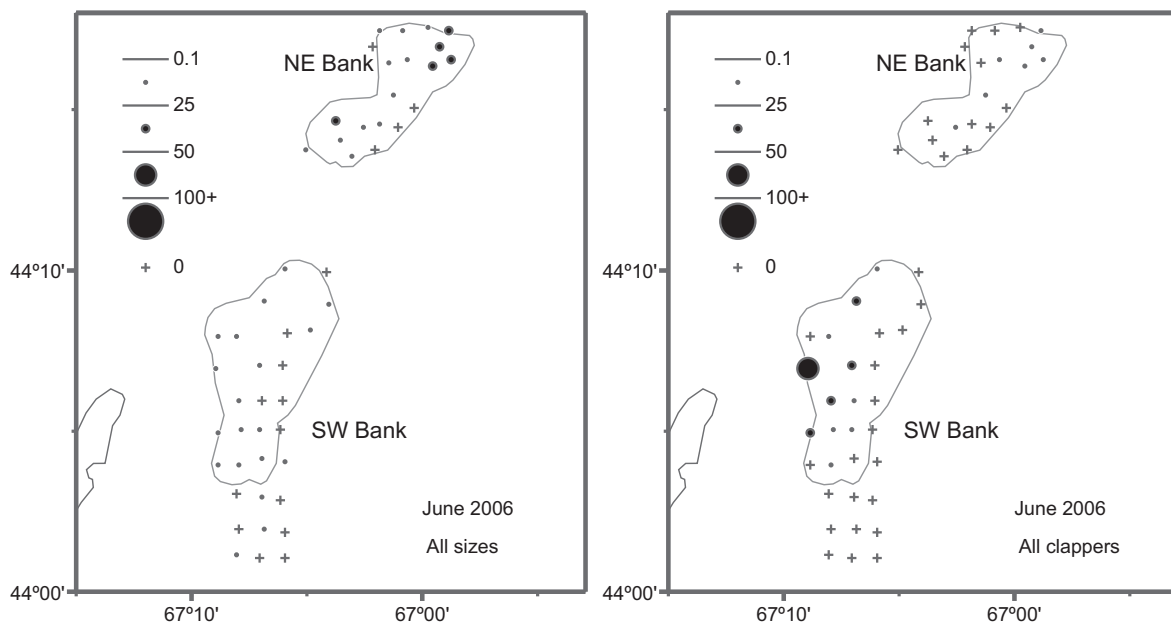 0.1
NE Bank
25
50
100+
0
44º10'
SW Bank
June 2006
All sizes
44º00'
67º10'
67º00'
0.1
NE Bank
25
50
100+
0
44º10'
SW Bank
June 2006
All clappers
44º00'
67º10'
67º00'